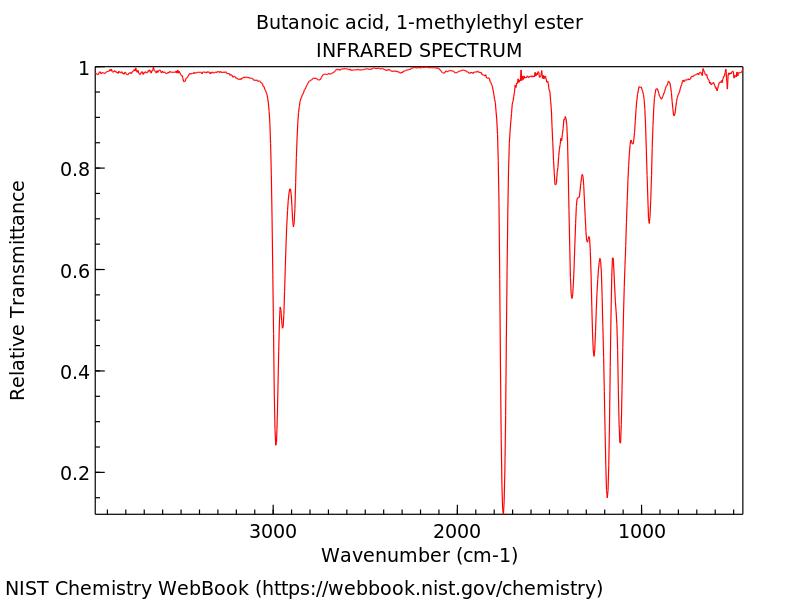 Butanoic acid, 1-methylethyl ester
INFRARED SPECTRUM
1
0.8
0.6
0.4
0.2
Relative Transmittance
3000 2000 1000
Wavenumber (cm-1)
NIST Chemistry WebBook (https://webbook.nist.gov/chemistry)